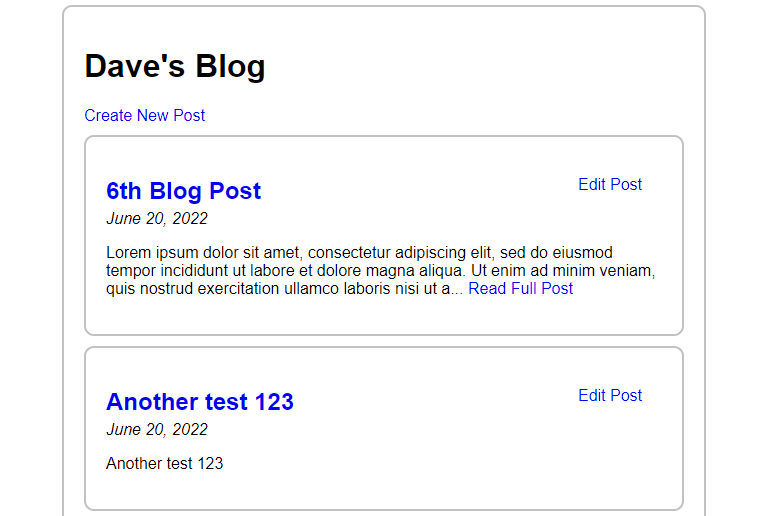 Dave's Blog
Create New Post
6th Blog Post
Edit Post
June 20, 2022
Lorem ipsum dolor sit amet, consectetur adipiscing elit, sed do eiusmod
tempor incididunt ut labore et dolore magna aliqua. Ut enim ad minim veniam,
quis nostrud exercitation ullamco laboris nisi ut a... Read Full Post
Another test 123
Edit Post
June 20, 2022
Another test 123